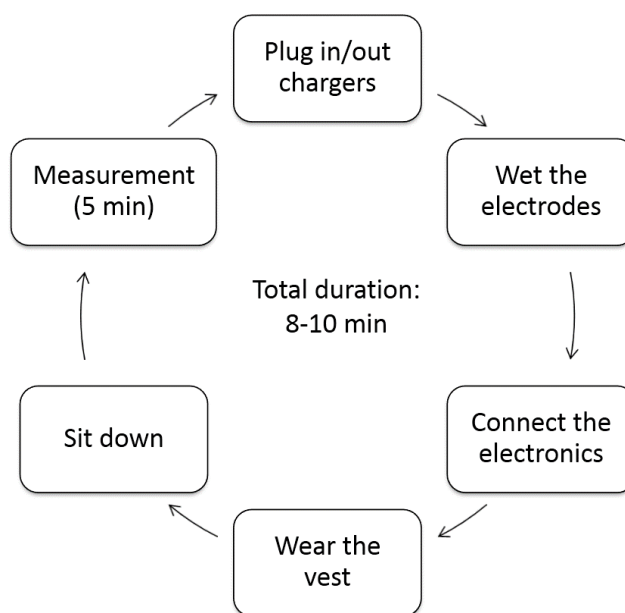 Plug in/out
chargers
Wet the
electrodes
Connect the
electronics
Wear the
vest
Sit down
Measurement
(5 min)
Total duration:
8-10 min